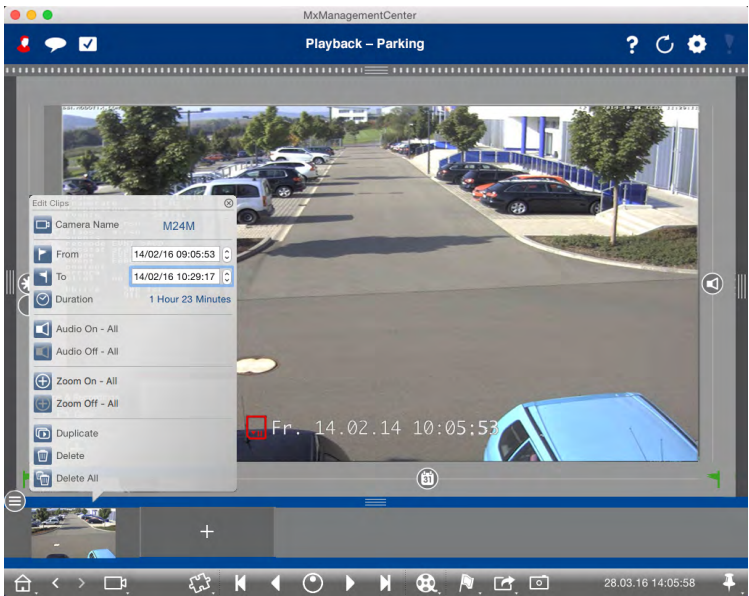 MxManagementCenter
Playback – Parking
Edit Clips
Camera Name M24M
From 14/02/16 09:05:53
To 14/02/16 10:29:17
Duration 1 Hour 23 Minutes
Audio On - All
Audio Off - All
Zoom On - All
Zoom Off - All
Duplicate
Delete
Delete All
Fr. 14.02.14 10:05:53
31
+
28.03.16 14:05:58